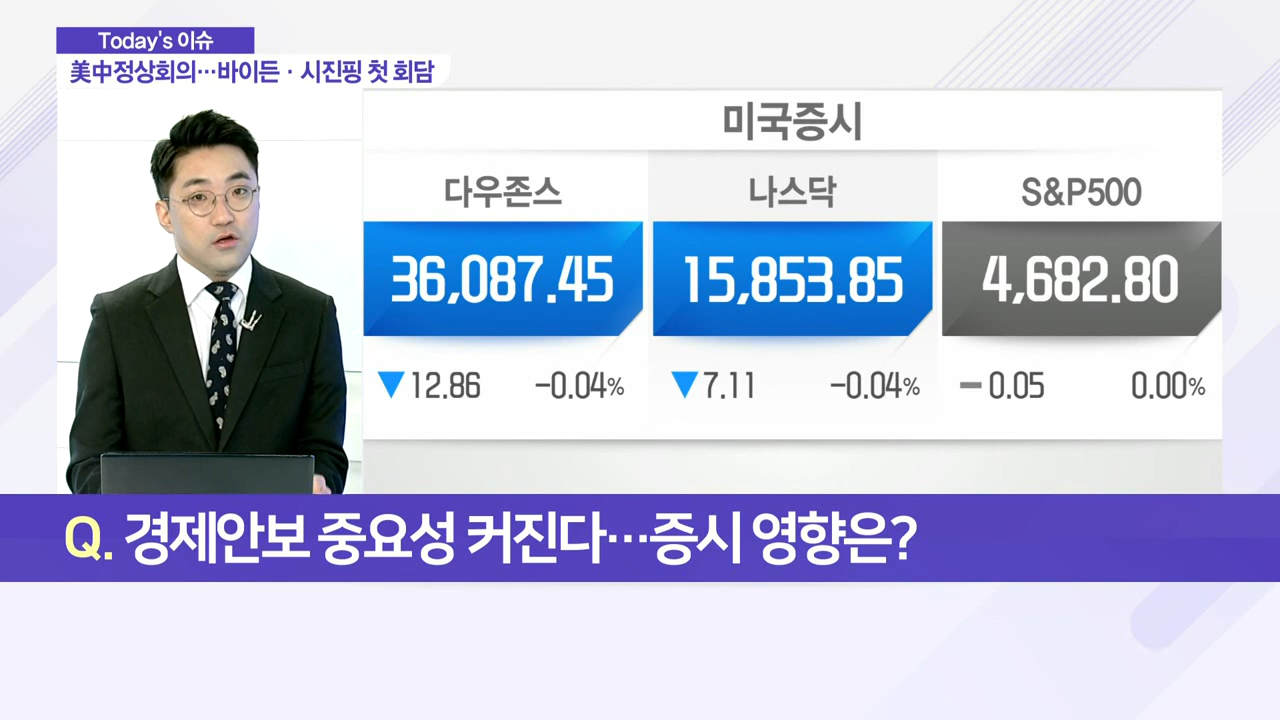 Today's 이슈
美中정상회의…바이든·시진핑 첫 회담
미국증시
다우존스 나스닥 S&P500
36,087.45 15,853.85 4,682.80
▼12.86 -0.04% ▼7.11 -0.04% - 0.05 0.00%
Q. 경제안보 중요성 커진다…증시 영향은?